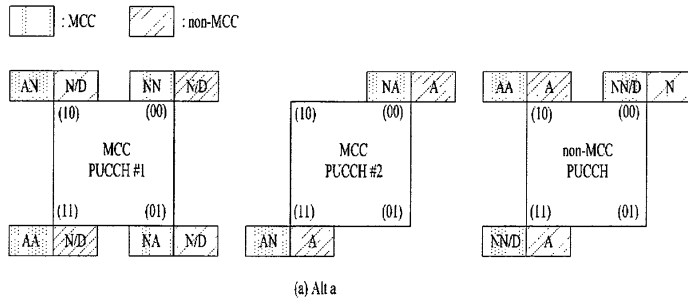 : MCC : non-MCC
AN N/D NN N/D NA A AA A NN/D N
(10) (00) (10) (00) (10) (00)
MCC PUCCH #1
MCC PUCCH #2
non-MCC PUCCH
(11) (01) (11) (01) (11) (01)
AA N/D NA N/D AN A NN/D A
(a) Alt a